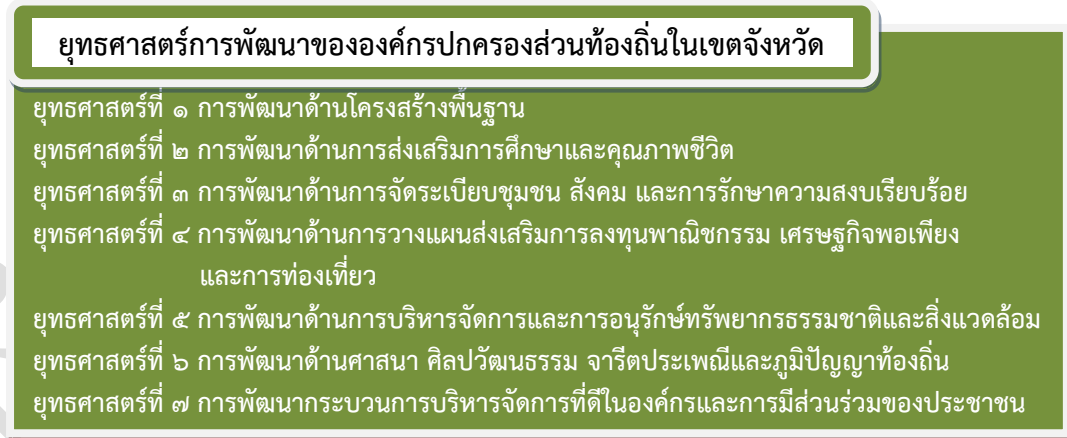 ยุทธศาสตร์การพัฒนาขององค์กรปกครองส่วนท้องถิ่นในเขตจังหวัด
ยุทธศาสตร์ที่ ๑ การพัฒนาด้านโครงสร้างพื้นฐาน
ยุทธศาสตร์ที่ ๒ การพัฒนาด้านการส่งเสริมการศึกษาและคุณภาพชีวิต
ยุทธศาสตร์ที่ ๓ การพัฒนาด้านการจัดระเบียบชุมชน สังคม และการรักษาความสงบเรียบร้อย
ยุทธศาสตร์ที่ ๔ การพัฒนาด้านการวางแผนส่งเสริมการลงทุนพาณิชกรรม เศรษฐกิจพอเพียง
และการท่องเที่ยว
ยุทธศาสตร์ที่ ๕ การพัฒนาด้านการบริหารจัดการและการอนุรักษ์ทรัพยากรธรรมชาติและสิ่งแวดล้อม
ยุทธศาสตร์ที่ ๖ การพัฒนาด้านศาสนา ศิลปวัฒนธรรม จารีตประเพณีและภูมิปัญญาท้องถิ่น
ยุทธศาสตร์ที่ ๗ การพัฒนากระบวนการบริหารจัดการที่ดีในองค์กรและการมีส่วนร่วมของประชาชน